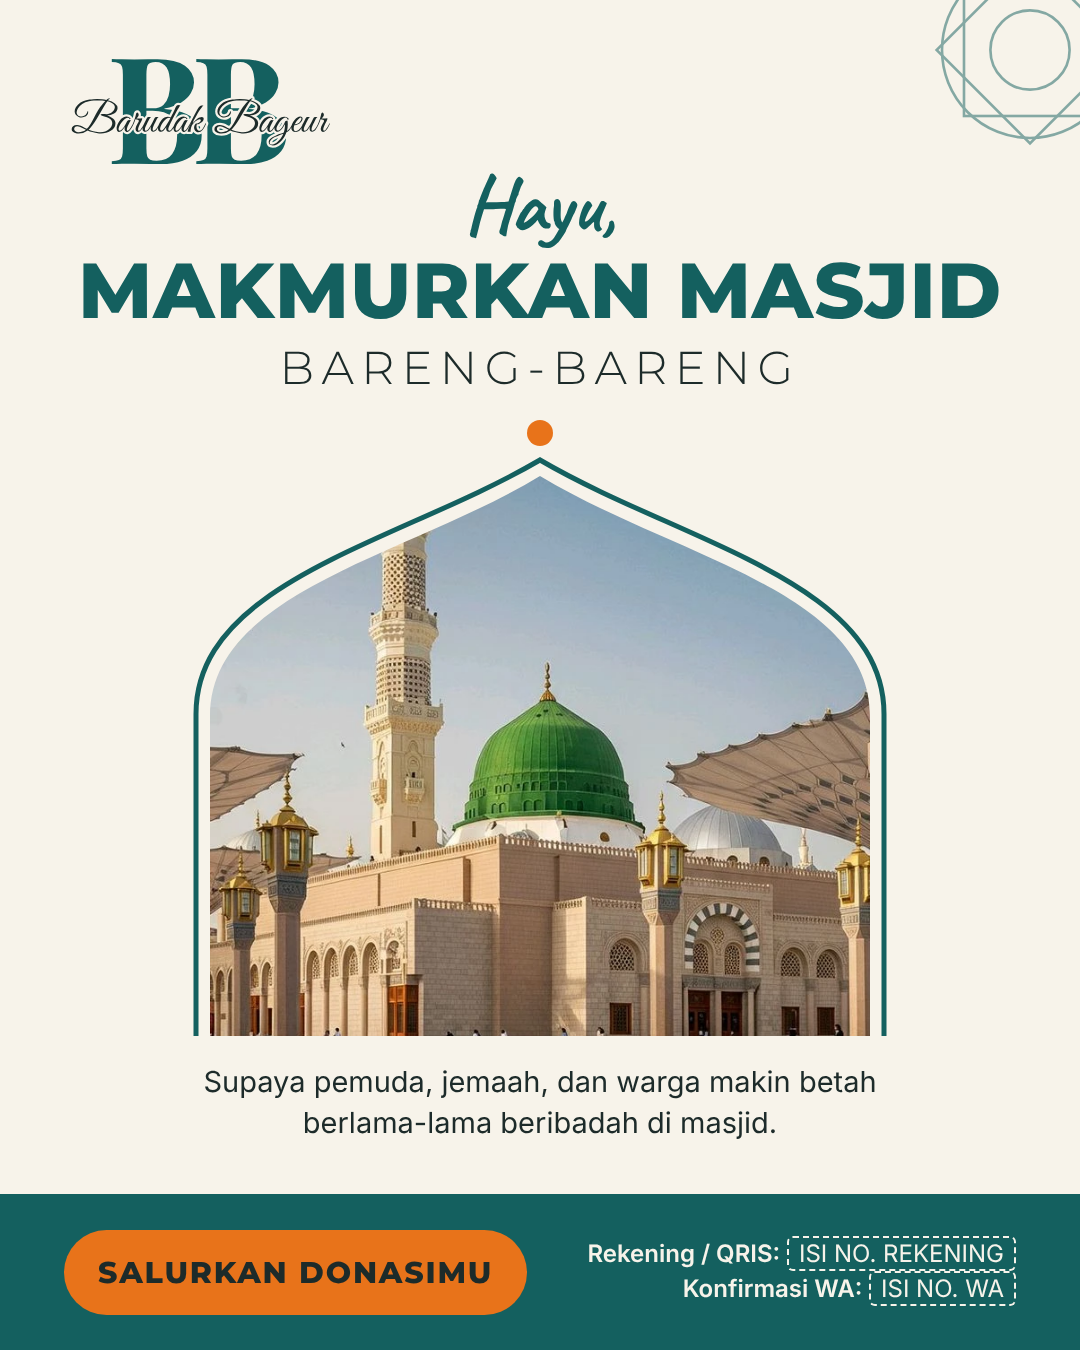 BB
Barudak Bageur
Hayu,
MAKMURKAN MASJID
BARENG-BARENG
Supaya pemuda, jemaah, dan warga makin betah
berlama-lama beribadah di masjid.
SALURKAN DONASIMU
Rekening / QRIS: ISI NO. REKENING
Konfirmasi WA: ISI NO. WA